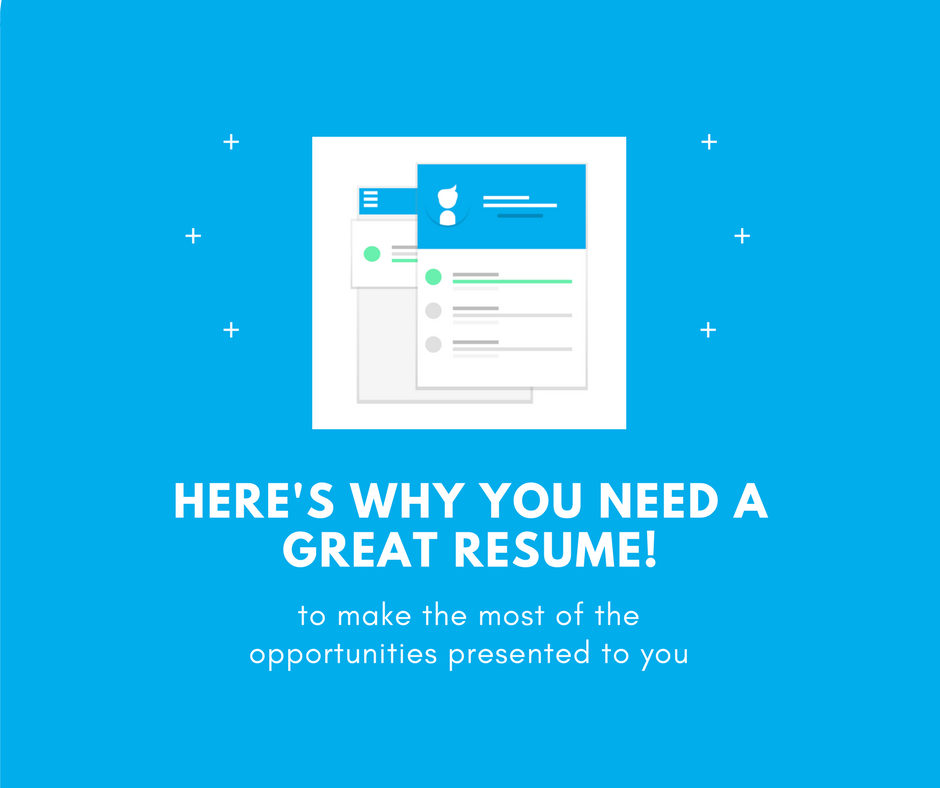 HERE'S WHY YOU NEED A
GREAT RESUME!
to make the most of the
opportunities presented to you